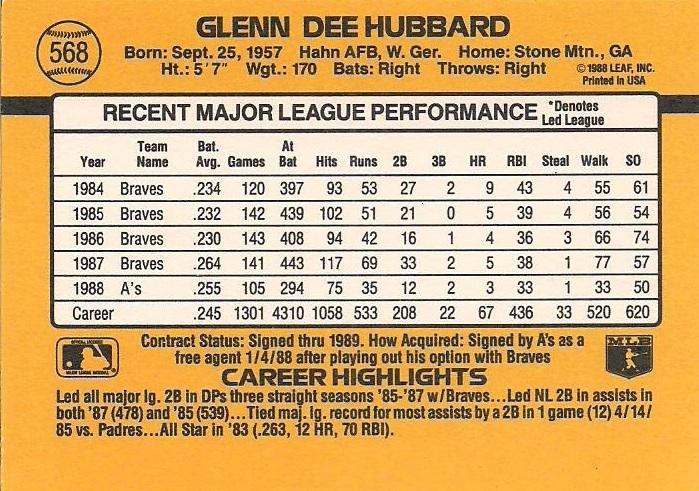 568
GLENN DEE HUBBARD
Born: Sept. 25, 1957 Hahn AFB, W. Ger. Home: Stone Mtn., GA
Ht.: 5'7" Wgt.: 170 Bats: Right Throws: Right
©1988 LEAF, INC.
Printed in USA
RECENT MAJOR LEAGUE PERFORMANCE
*Denotes
Led League
Year Team Name Bat. Avg. Games At Bat Hits Runs 2B 3B HR RBI Steal Walk SO
1984 Braves .234 120 397 93 53 27 2 9 43 4 55 61
1985 Braves .232 142 439 102 51 21 0 5 39 4 56 54
1986 Braves .230 143 408 94 42 16 1 4 36 3 66 74
1987 Braves .264 141 443 117 69 33 2 5 38 1 77 57
1988 A's .255 105 294 75 35 12 2 3 33 1 33 50
Career .245 1301 4310 1058 533 208 22 67 436 33 520 620
Contract Status: Signed thru 1989. How Acquired: Signed by A's as a
free agent 1/4/88 after playing out his option with Braves
OFFICIAL LICENSEE
MAJOR LEAGUE BASEBALL
MLB
CAREER HIGHLIGHTS
Led all major lg. 2B in DPs three straight seasons '85-'87 w/Braves...Led NL 2B in assists in
both '87 (478) and '85 (539)...Tied maj. lg. record for most assists by a 2B in 1 game (12) 4/14/
85 vs. Padres...All Star in '83 (.263, 12 HR, 70 RBI).